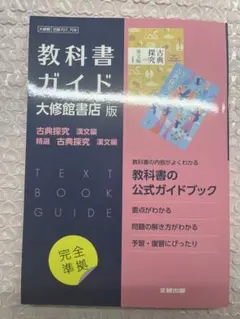 教科書
ガイド
大修館書店 版
古典探究 漢文編
精選 古典探究 漢文編
TEXT
BOOK
GUIDE
完全
準拠
古典
探究
教科書の内容がよくわかる
教科書の
公式ガイドブック
要点がわかる
問題の解き方がわかる
予習・復習にぴったり
文研出版